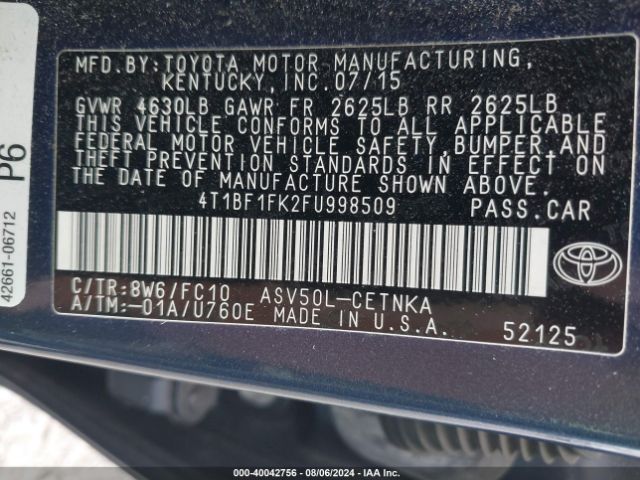 MFD.BY:TOYOTA MOTOR MANUFACTURING,
KENTUCKY, INC.07/15
GVWR 4630LB GAWR FR 2625LB RR 2625LB
THIS VEHICLE CONFORMS TO ALL APPLICABLE
FEDERAL MOTOR VEHICLE SAFETY,BUMPER,AND
THEFT PREVENTION STANDARDS IN EFFECT ON
THE DATE OF MANUFACTURE SHOWN ABOVE.
4T1BF1FK2FU998509 PASS.CAR
C/TR:8W6/FC10 ASV50L-CETNKA
A/TM:-01A/U760E MADE IN U.S.A.
52125
42661-06712 P6
000-40042756 - 08/06/2024 - IAA Inc.